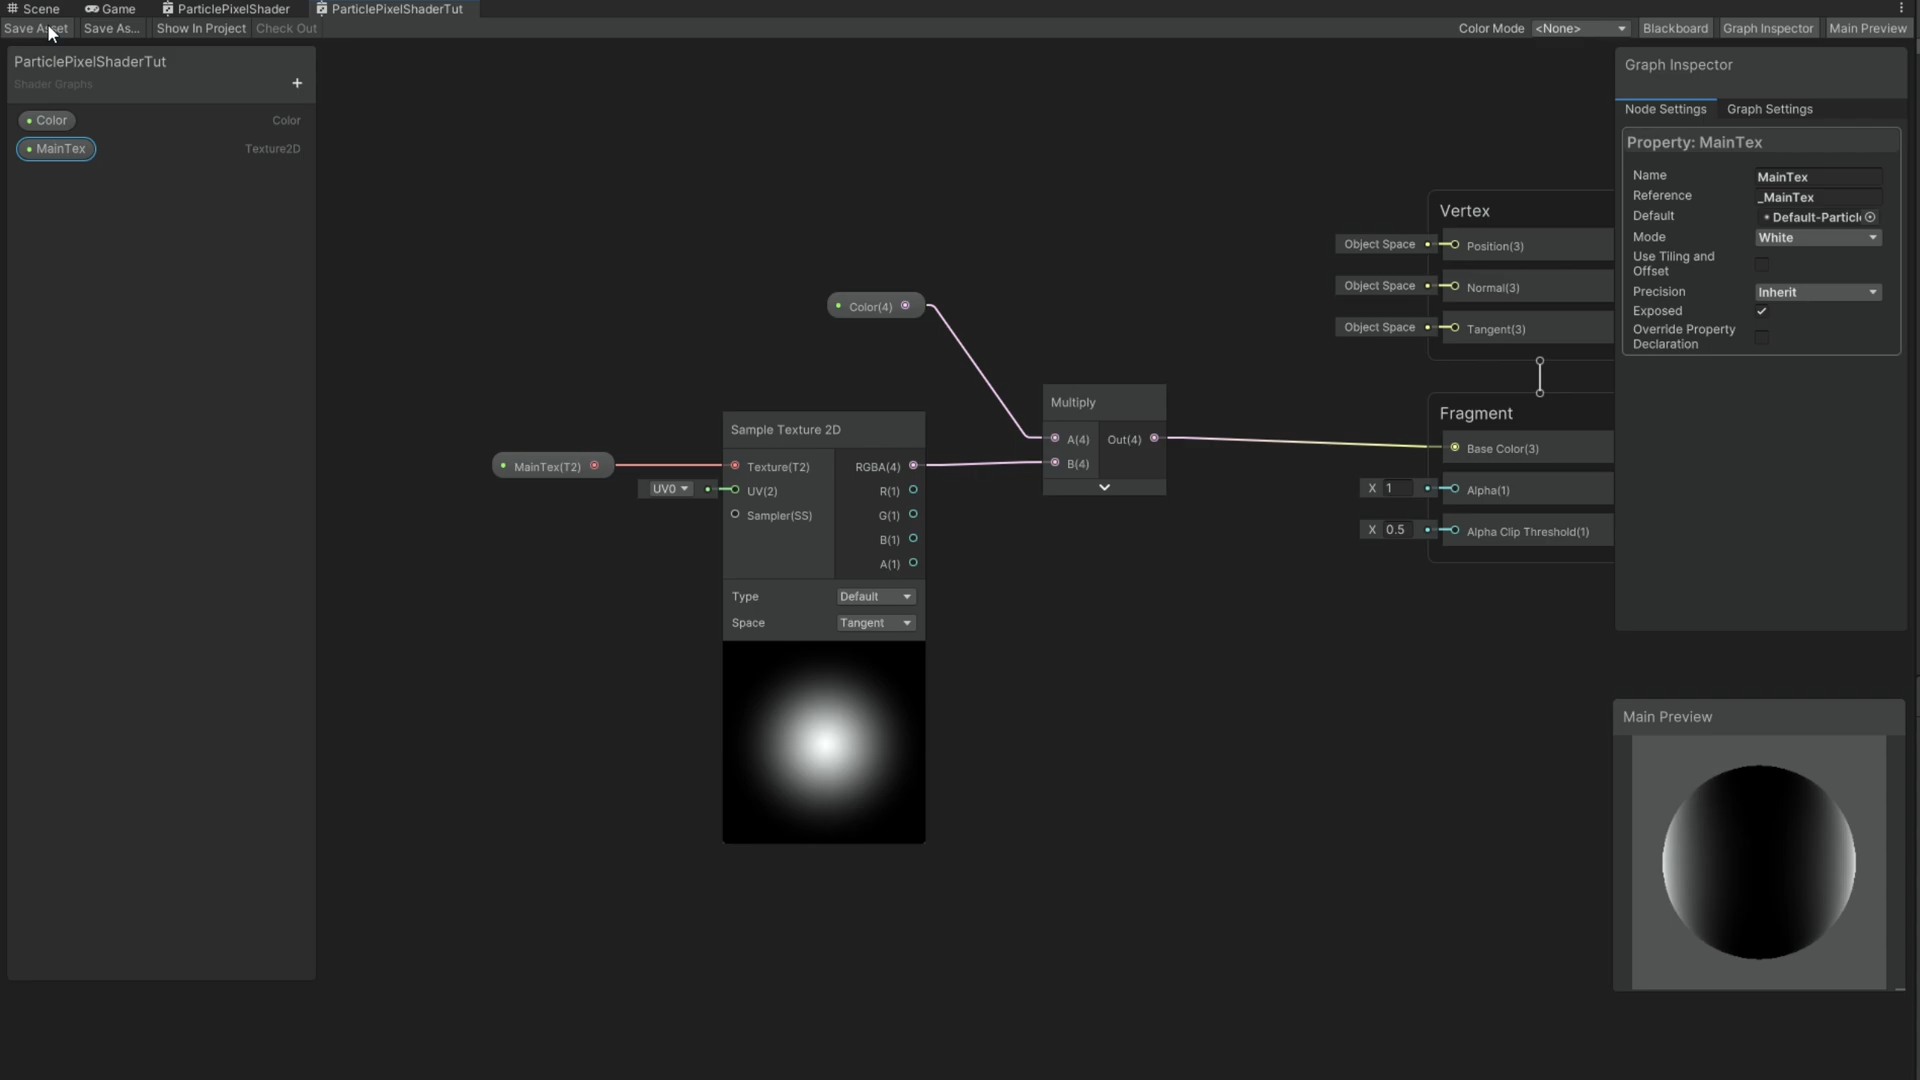 Scene Game ParticlePixelShader ParticlePixelShaderTut
Save Asset Save As... Show In Project Check Out Color Mode <None> Blackboard Graph Inspector Main Preview
ParticlePixelShaderTut
Shader Graphs
+
Color Color
MainTex Texture2D
Color(4)
MainTex(T2)
Sample Texture 2D
Texture(T2) RGBA(4)
UV0 UV(2) R(1)
Sampler(SS) G(1)
B(1)
A(1)
Type Default
Space Tangent
Multiply
A(4) Out(4)
B(4)
Vertex
Object Space Position(3)
Object Space Normal(3)
Object Space Tangent(3)
Fragment
Base Color(3)
X 1 Alpha(1)
X 0.5 Alpha Clip Threshold(1)
Graph Inspector
Node Settings Graph Settings
Property: MainTex
Name MainTex
Reference _MainTex
Default Default-Particl
Mode White
Use Tiling and
Offset
Precision Inherit
Exposed
Override Property
Declaration
Main Preview